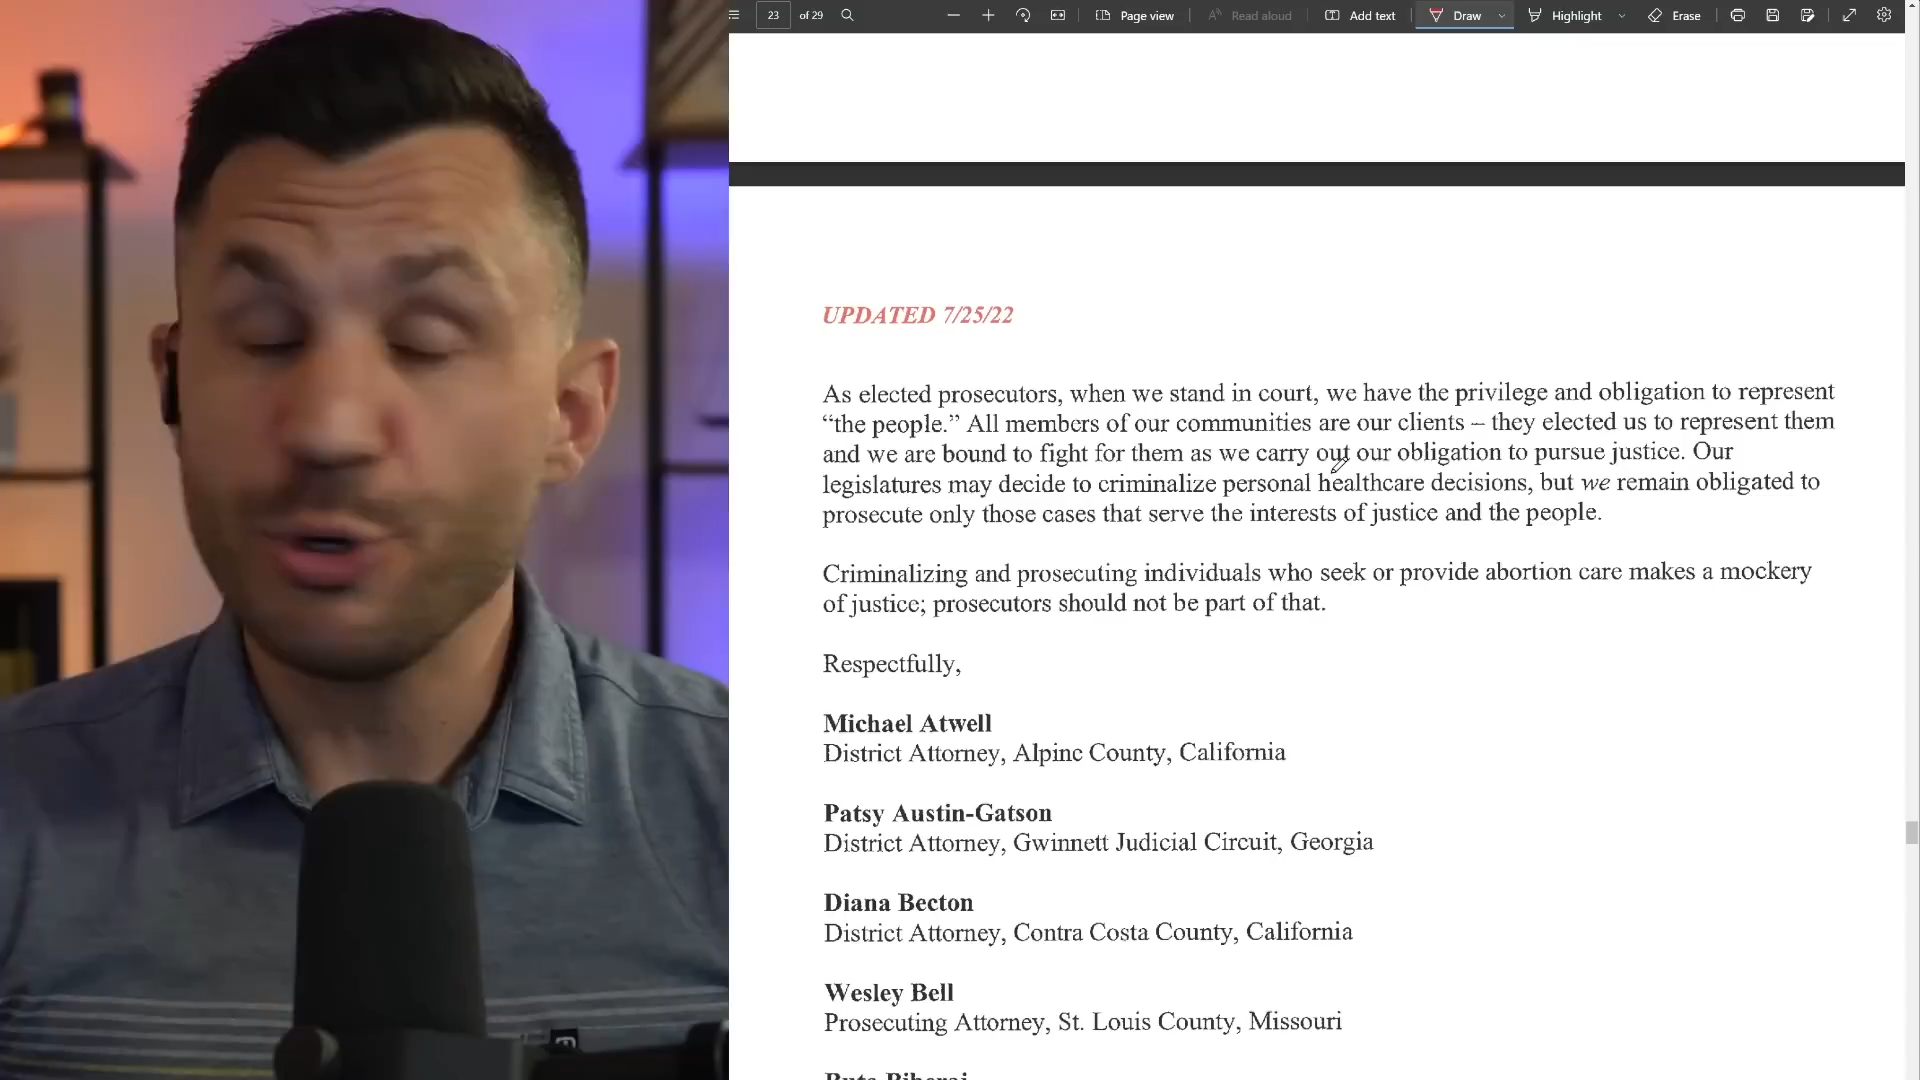 23 of 29 Page view Read aloud Add text Draw Highlight Erase
UPDATED 7/25/22
As elected prosecutors, when we stand in court, we have the privilege and obligation to represent
“the people.” All members of our communities are our clients – they elected us to represent them
and we are bound to fight for them as we carry out our obligation to pursue justice. Our
legislatures may decide to criminalize personal healthcare decisions, but we remain obligated to
prosecute only those cases that serve the interests of justice and the people.
Criminalizing and prosecuting individuals who seek or provide abortion care makes a mockery
of justice; prosecutors should not be part of that.
Respectfully,
Michael Atwell
District Attorney, Alpine County, California
Patsy Austin-Gatson
District Attorney, Gwinnett Judicial Circuit, Georgia
Diana Becton
District Attorney, Contra Costa County, California
Wesley Bell
Prosecuting Attorney, St. Louis County, Missouri